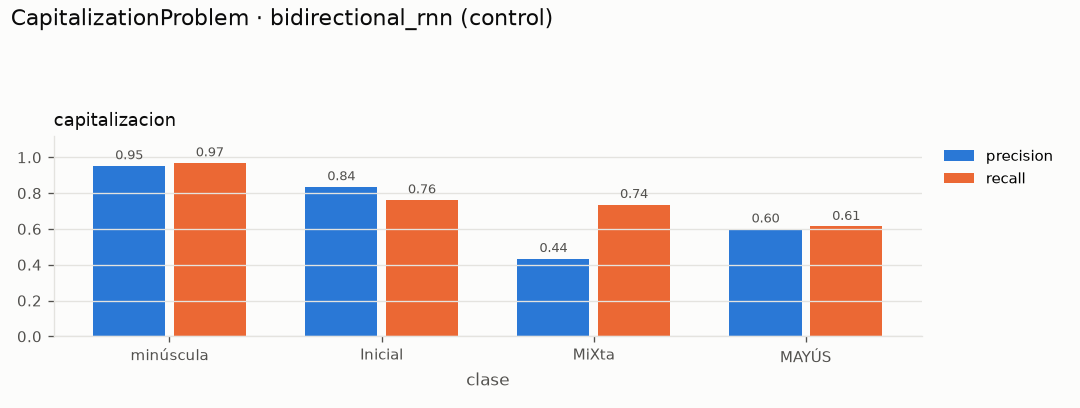 CapitalizationProblem · bidirectional_rnn (control)
capitalizacion
precision
recall
1.0
0.8
0.6
0.4
0.2
0.0
0.95
0.97
0.84
0.76
0.44
0.74
0.60
0.61
minúscula
Inicial
MiXta
MAYÚS
clase